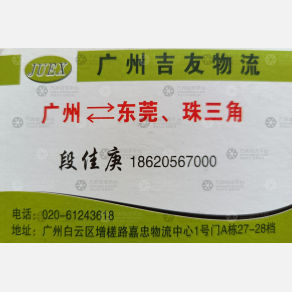 JUEX 广州吉友物流
广州⇌东莞、珠三角
段佳庚 18620567000
电话：020-61243618
地址：广州白云区增槎路嘉忠物流中心1号门A栋27-28档